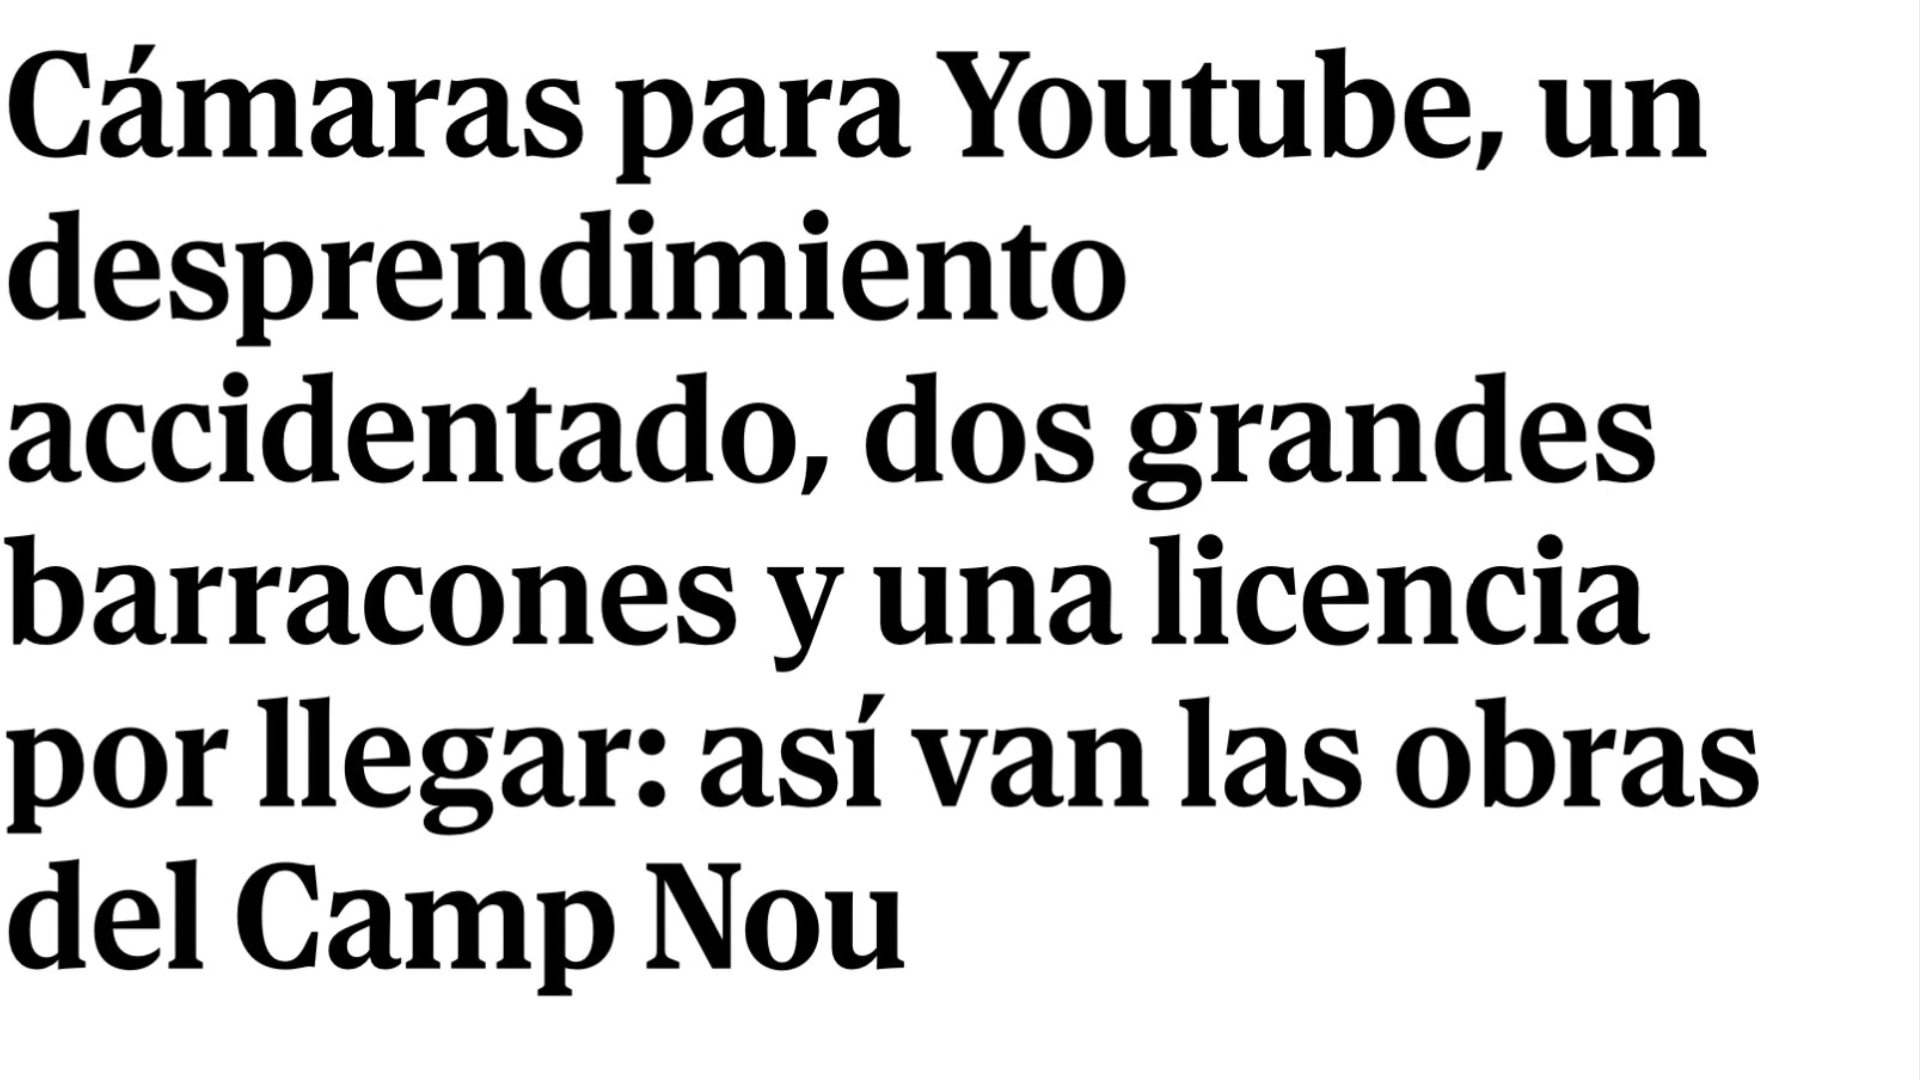 Cámaras para Youtube, un
desprendimiento
accidentado, dos grandes
barracones y una licencia
por llegar: así van las obras
del Camp Nou